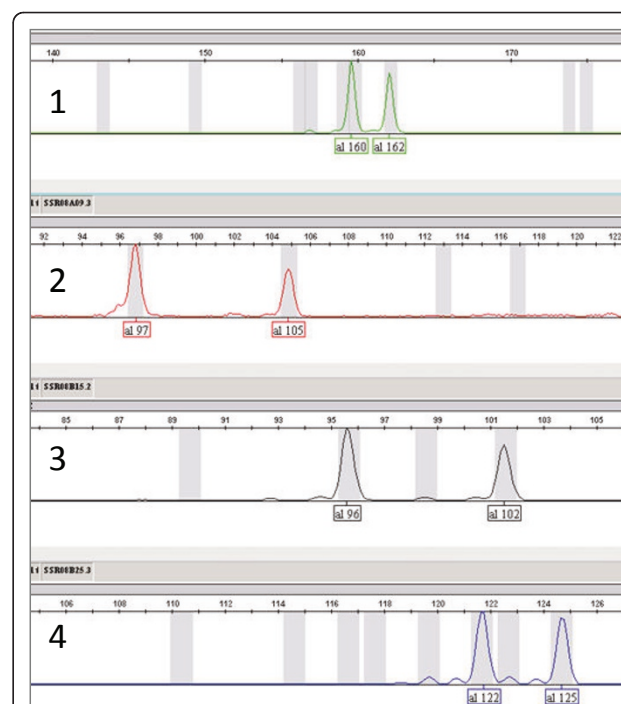 140 150 160 170
1
al 160 al 162
SSR00A09.3
92 94 96 98 100 102 104 106 108 110 112 114 116 118 120 122
2
al 97 al 105
SSR00B15.2
85 87 89 91 93 95 97 99 101 103 105
3
al 96 al 102
SSR00B25.3
106 108 110 112 114 116 118 120 122 124 126
4
al 122 al 125